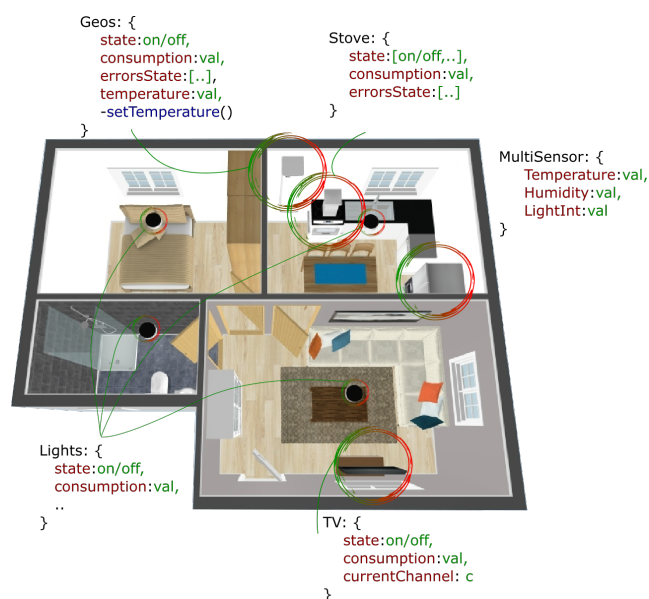 Geos: {
state:on/off,
consumption:val,
errorsState:[..],
temperature:val,
-setTemperature()
}
Stove: {
state:[on/off,..],
consumption:val,
errorsState:[..]
}
MultiSensor: {
Temperature:val,
Humidity:val,
LightInt:val
}
Lights: {
state:on/off,
consumption:val,
..
}
TV: {
state:on/off,
consumption:val,
currentChannel: c
}